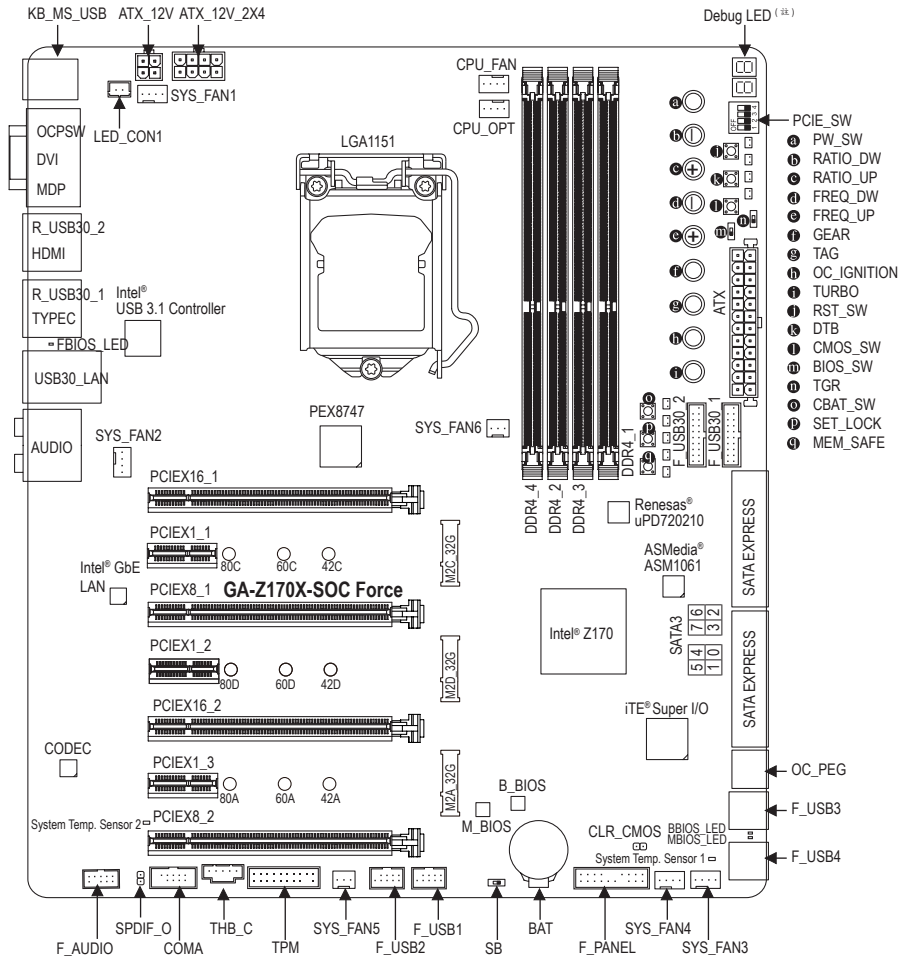 KB_MS_USB
ATX_12V
ATX_12V_2X4
Debug LED (註)
SYS_FAN1
LED_CON1
CPU_FAN
CPU_OPT
LGA1151
OCPSW
DVI
MDP
R_USB30_2
HDMI
R_USB30_1
TYPEC
Intel® USB 3.1 Controller
FBIOS_LED
USB30_LAN
AUDIO
SYS_FAN2
PEX8747
SYS_FAN6
OFF
1 2 3 4
PCIE_SW
a PW_SW
b RATIO_DW
c RATIO_UP
d FREQ_DW
e FREQ_UP
f GEAR
g TAG
h OC_IGNITION
i TURBO
j RST_SW
k DTB
l CMOS_SW
m BIOS_SW
n TGR
o CBAT_SW
p SET_LOCK
q MEM_SAFE
a
b
c
d
e
f
g
h
i
j
k
l
m
n
o
p
q
ATX
F_USB30_2
F_USB30_1
DDR4_4
DDR4_2
DDR4_3
DDR4_1
Renesas®
uPD720210
ASMedia®
ASM1061
SATA EXPRESS
SATA EXPRESS
SATA3
7 6
3 2
5 4
1 0
PCIEX16_1
PCIEX1_1
80C
60C
42C
M2C_32G
Intel® GbE
LAN
GA-Z170X-SOC Force
PCIEX8_1
PCIEX1_2
80D
60D
42D
M2D_32G
Intel® Z170
PCIEX16_2
iTE® Super I/O
CODEC
PCIEX1_3
80A
60A
42A
M2A_32G
B_BIOS
M_BIOS
OC_PEG
F_USB3
F_USB4
System Temp. Sensor 2
PCIEX8_2
CLR_CMOS
BBIOS_LED
MBIOS_LED
System Temp. Sensor 1
F_AUDIO
SPDIF_O
COMA
THB_C
TPM
SYS_FAN5
F_USB2
F_USB1
SB
BAT
F_PANEL
SYS_FAN4
SYS_FAN3